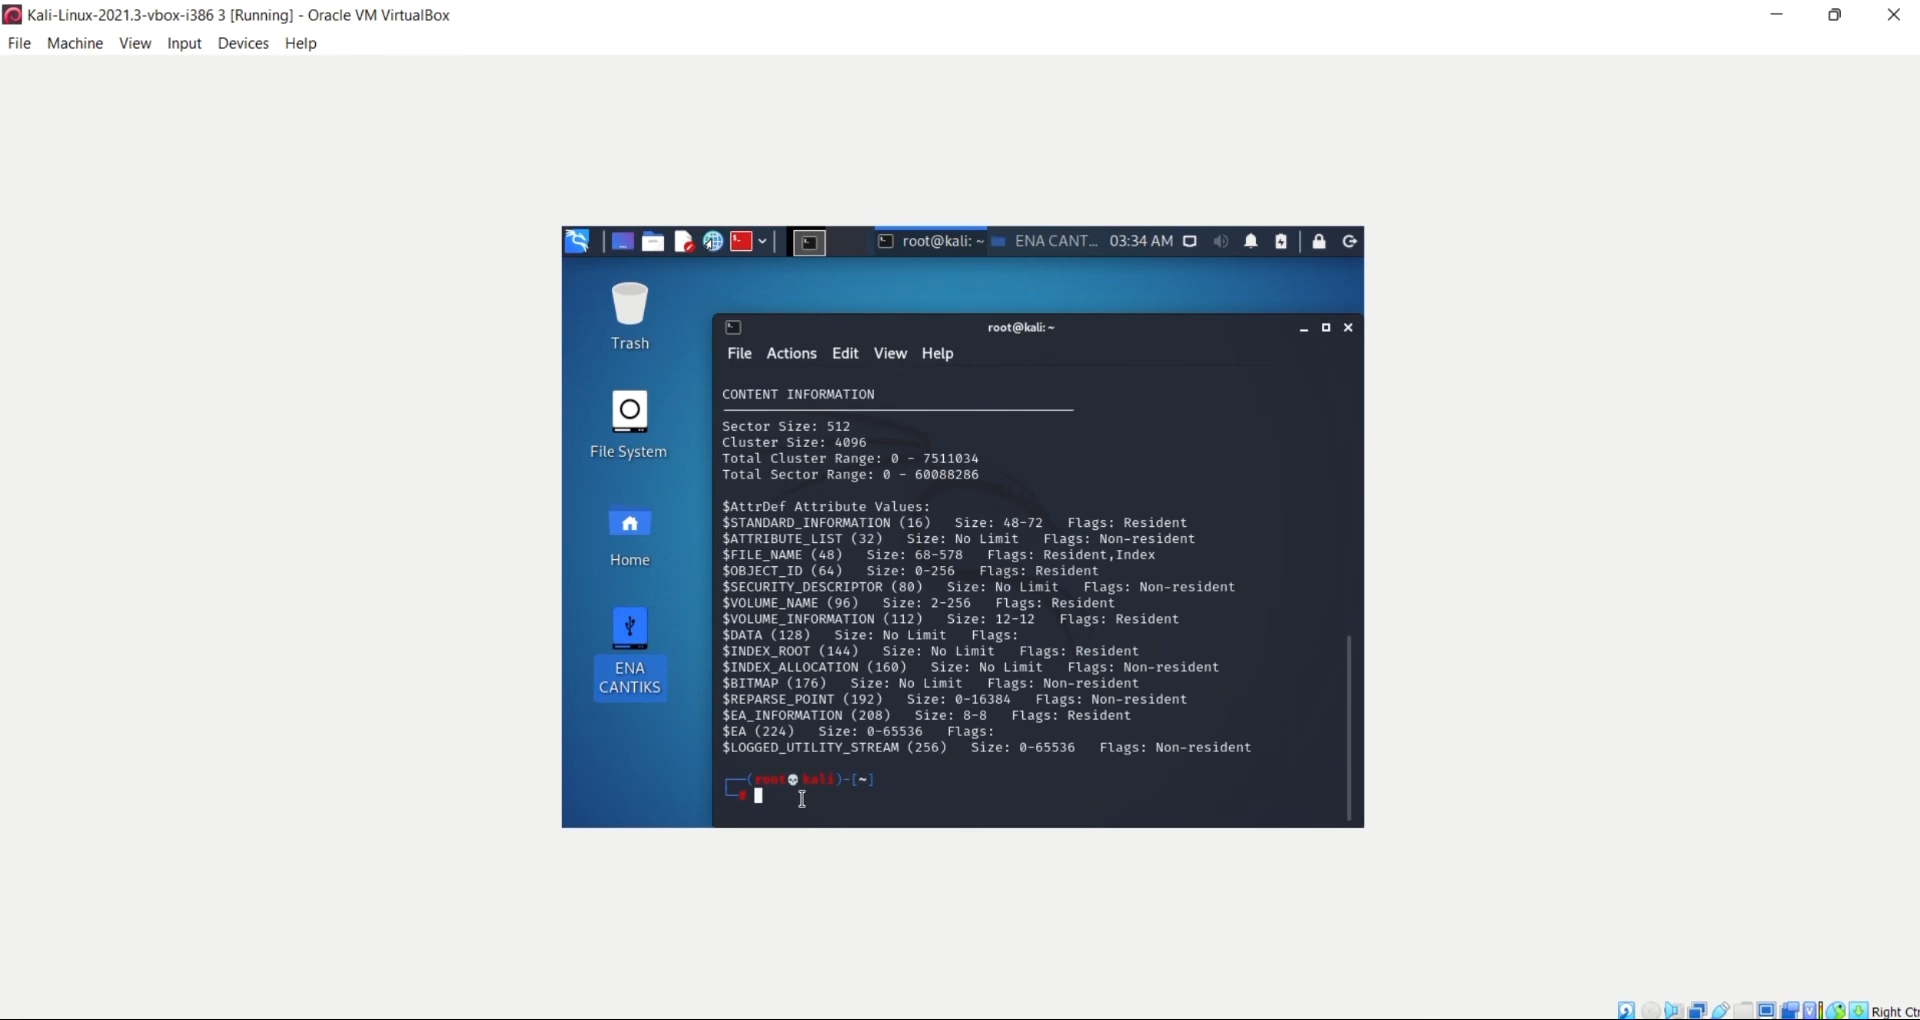 Kali-Linux-2021.3-vbox-i386 3 [Running] - Oracle VM VirtualBox
File Machine View Input Devices Help
root@kali: ~ ENA CANT... 03:34 AM
Trash
File System
Home
ENA
CANTIKS
root@kali: ~
File Actions Edit View Help
CONTENT INFORMATION
Sector Size: 512
Cluster Size: 4096
Total Cluster Range: 0 - 7511034
Total Sector Range: 0 - 60088286
$AttrDef Attribute Values:
$STANDARD_INFORMATION (16)   Size: 48-72   Flags: Resident
$ATTRIBUTE_LIST (32)   Size: No Limit   Flags: Non-resident
$FILE_NAME (48)   Size: 68-578   Flags: Resident,Index
$OBJECT_ID (64)   Size: 0-256   Flags: Resident
$SECURITY_DESCRIPTOR (80)   Size: No Limit   Flags: Non-resident
$VOLUME_NAME (96)   Size: 2-256   Flags: Resident
$VOLUME_INFORMATION (112)   Size: 12-12   Flags: Resident
$DATA (128)   Size: No Limit   Flags:
$INDEX_ROOT (144)   Size: No Limit   Flags: Resident
$INDEX_ALLOCATION (160)   Size: No Limit   Flags: Non-resident
$BITMAP (176)   Size: No Limit   Flags: Non-resident
$REPARSE_POINT (192)   Size: 0-16384   Flags: Non-resident
$EA_INFORMATION (208)   Size: 8-8   Flags: Resident
$EA (224)   Size: 0-65536   Flags:
$LOGGED_UTILITY_STREAM (256)   Size: 0-65536   Flags: Non-resident
┌──(root💀kali)-[~]
└─#
Right Ct